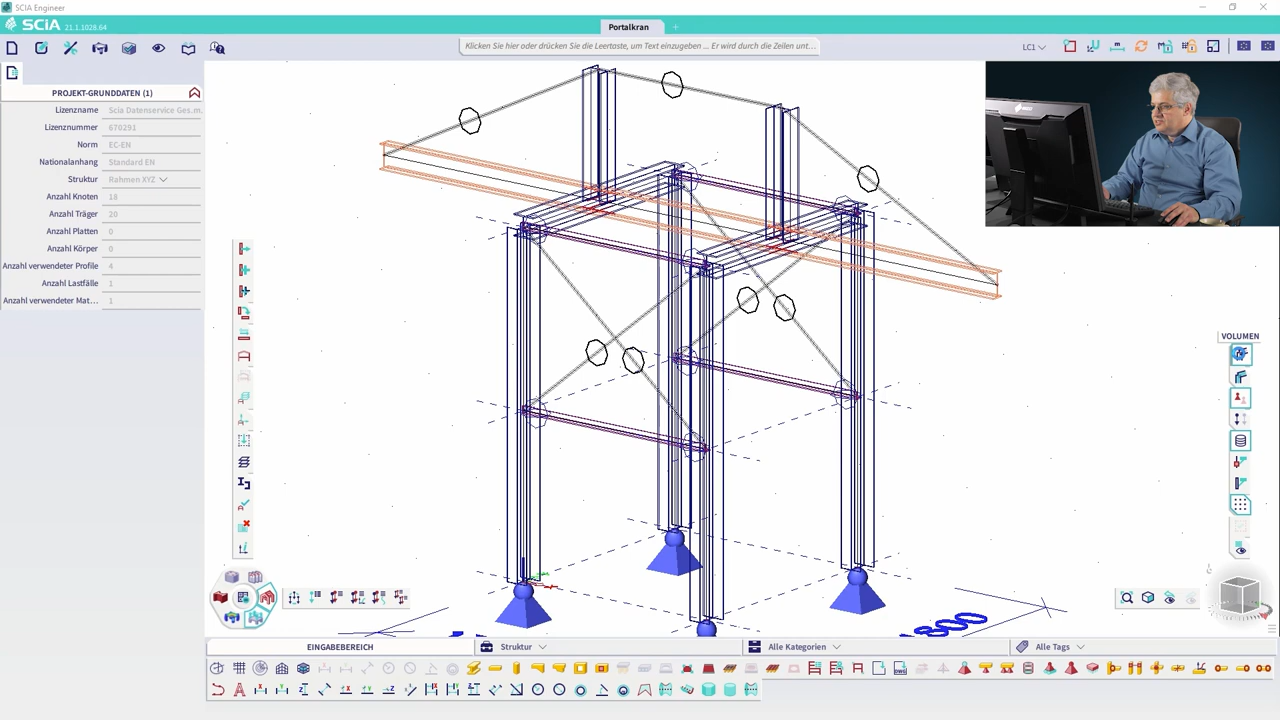 SCIA Engineer
SCIA 21.1.1028.64
Portalkran
Klicken Sie hier oder drücken Sie die Leertaste, um Text einzugeben ... Er wird durch die Zeilen unt...
LC1
PROJEKT-GRUNDDATEN (1)
Lizenzname Scia Datenservice Ges.m.
Lizenznummer 670291
Norm EC-EN
Nationalanhang Standard EN
Struktur Rahmen XYZ
Anzahl Knoten 18
Anzahl Träger 20
Anzahl Platten 0
Anzahl Körper 0
Anzahl verwendeter Profile 4
Anzahl Lastfälle 1
Anzahl verwendeter Mat... 1
VOLUMEN
EINGABEBEREICH
Struktur
Alle Kategorien
Alle Tags